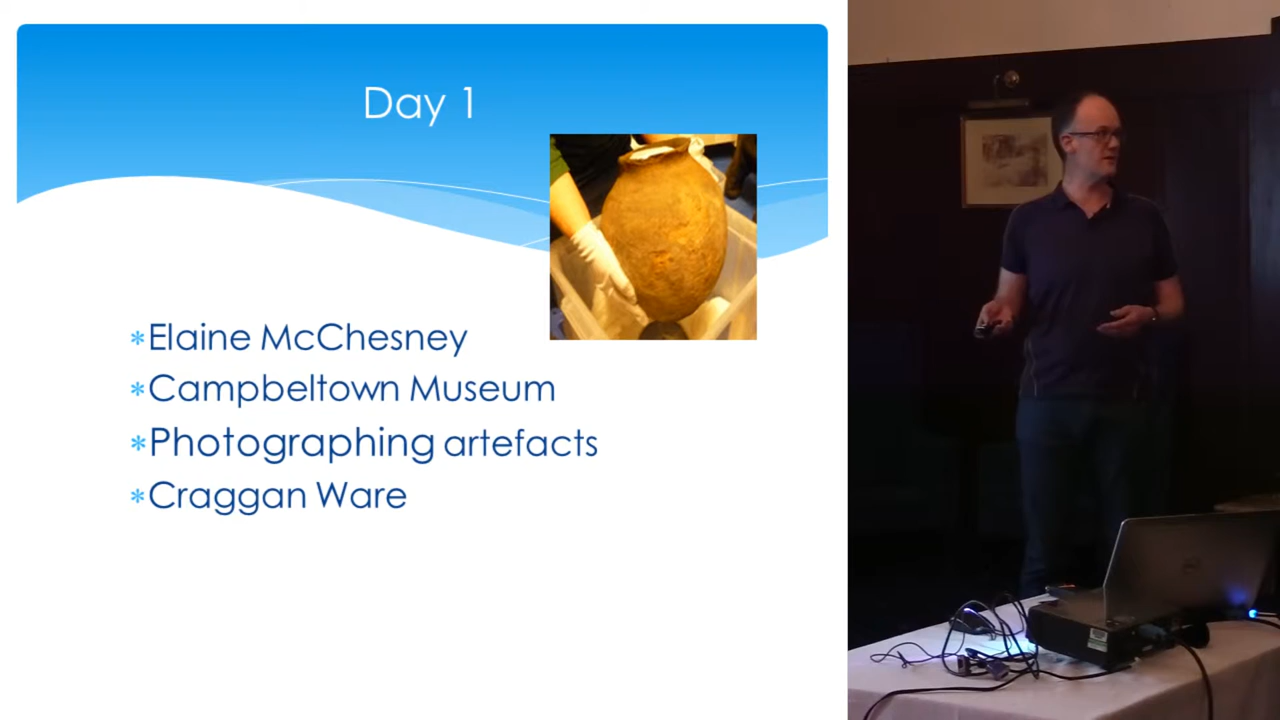 Day 1
*Elaine McChesney
*Campbeltown Museum
*Photographing artefacts
*Craggan Ware